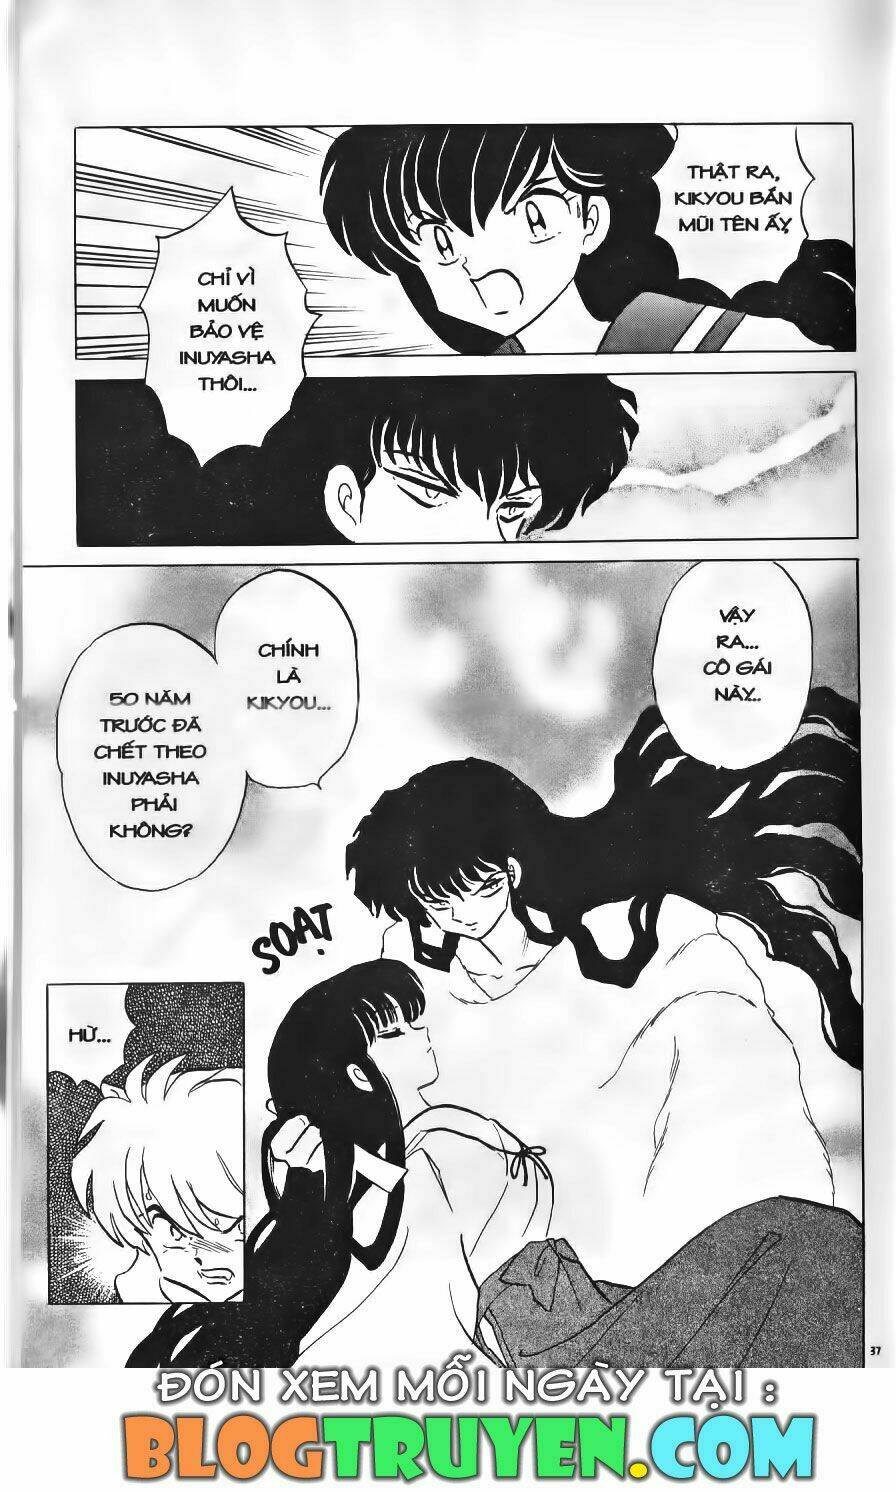 THẬT RA,
KIKYOU BẮN
MŨI TÊN ẤY,
CHỈ VÌ
MUỐN
BẢO VỆ
INUYASHA
THÔI...
VẬY
RA...
CÔ GÁI
NÀY...
CHÍNH
LÀ
KIKYOU...
50 NĂM
TRƯỚC ĐÃ
CHẾT THEO
INUYASHA
PHẢI
KHÔNG?
SOẠT
HỪ...
37
ĐÓN XEM MỖI NGÀY TẠI :
BLOGTRUYEN.COM